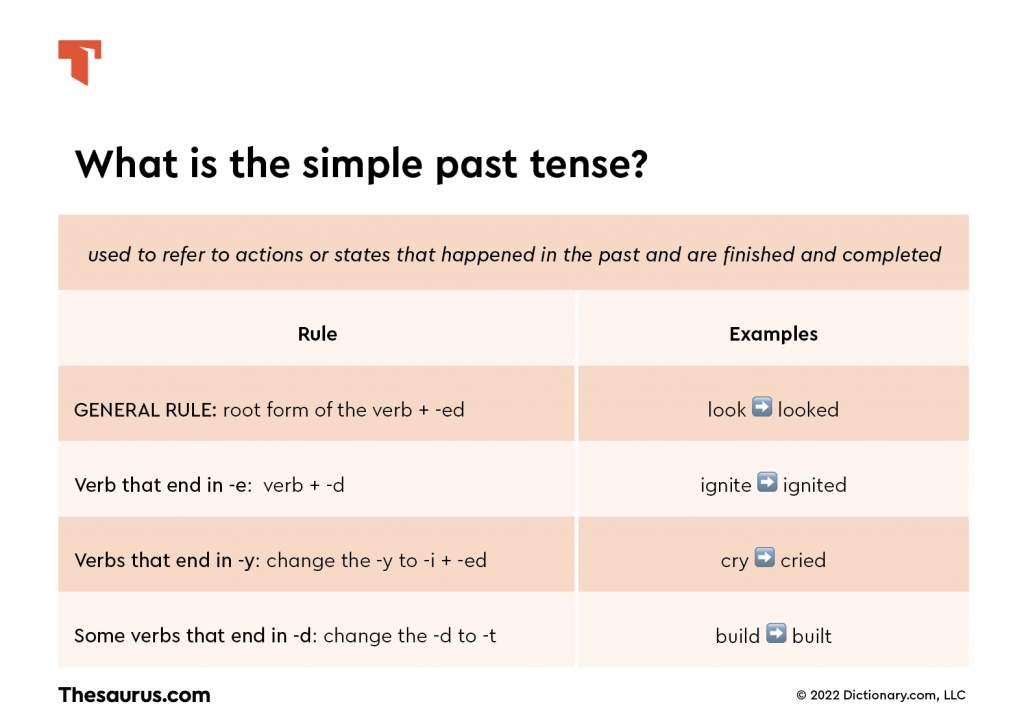 What is the simple past tense?
used to refer to actions or states that happened in the past and are finished and completed
Rule
Examples
GENERAL RULE: root form of the verb + -ed
look ➡️ looked
Verb that end in -e: verb + -d
ignite ➡️ ignited
Verbs that end in -y: change the -y to -i + -ed
cry ➡️ cried
Some verbs that end in -d: change the -d to -t
build ➡️ built
Thesaurus.com
© 2022 Dictionary.com, LLC